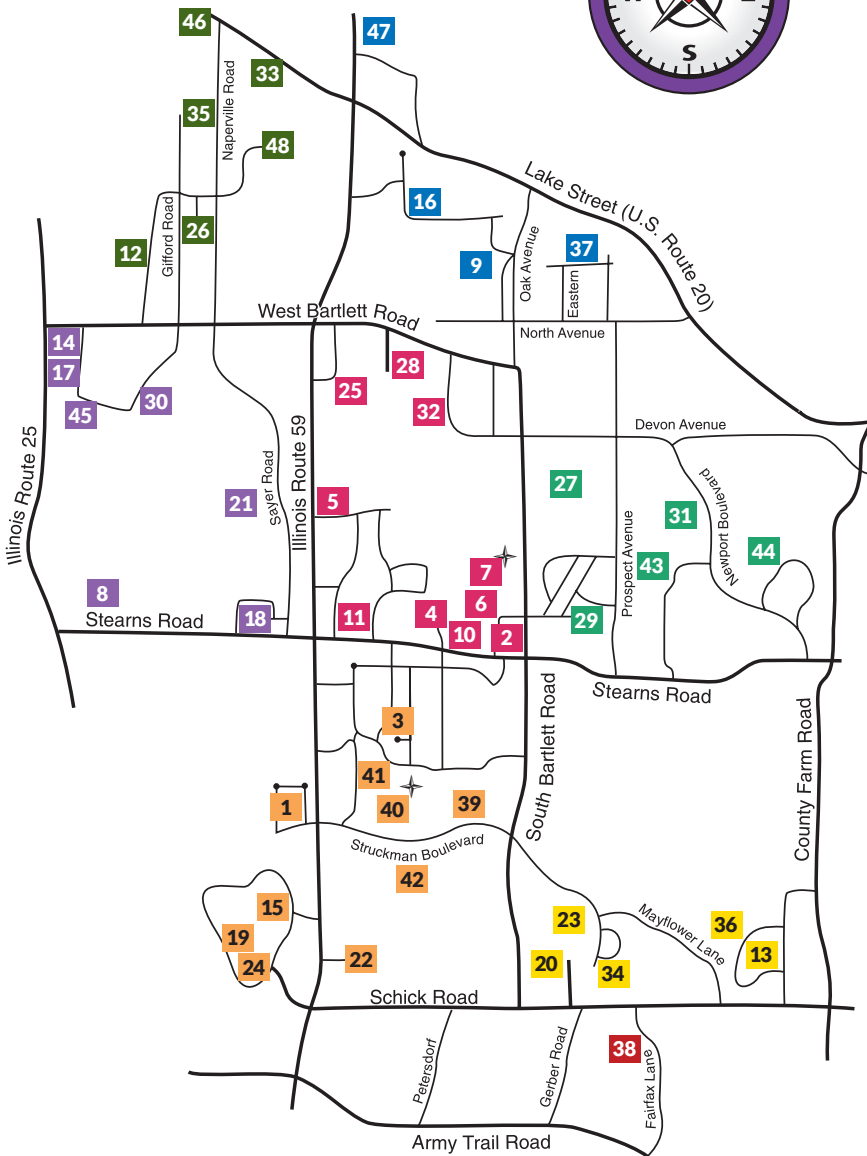 46
47
33
35
Naperville Road
48
S
Lake Street (U.S. Route 20)
16
Gifford Road
26
12
9
Oak Avenue
37
Eastern
West Bartlett Road
North Avenue
14
17
45
30
28
25
32
Devon Avenue
Illinois Route 25
Illinois Route 59
Sayer Road
21
5
27
31
Newport Boulevard
Prospect Avenue
43
44
7
8
6
Stearns Road
18
11
4
10
2
29
Stearns Road
3
South Bartlett Road
County Farm Road
41
1
40
39
Struckman Boulevard
42
15
19
24
22
23
Mayflower Lane
36
13
20
34
Schick Road
Petersdorf
Gerber Road
38
Fairfax Lane
Army Trail Road